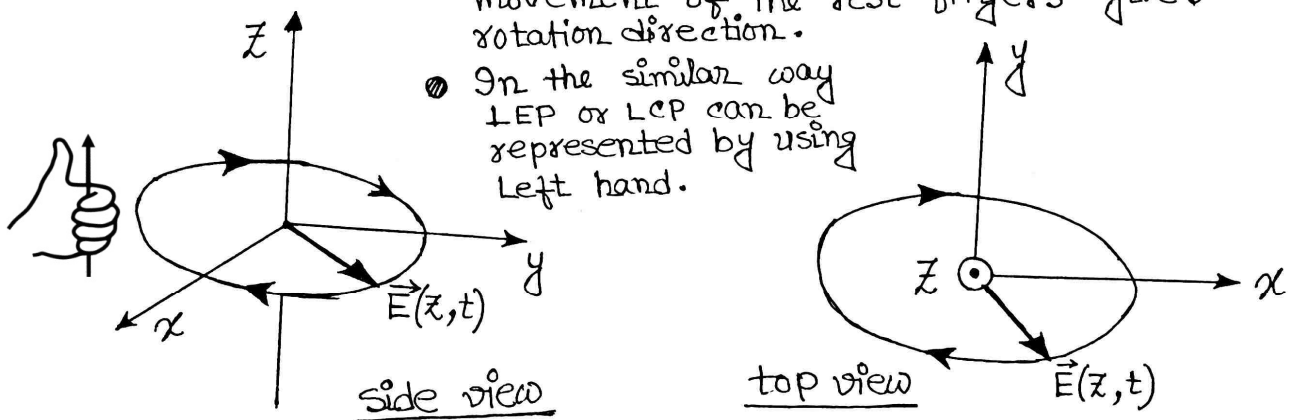 rotation direction.
In the similar way
LEP or LCP can be
represented by using
Left hand.
Z
y
x
E⃗(Z,t)
side view
y
Z
x
E⃗(Z,t)
top view